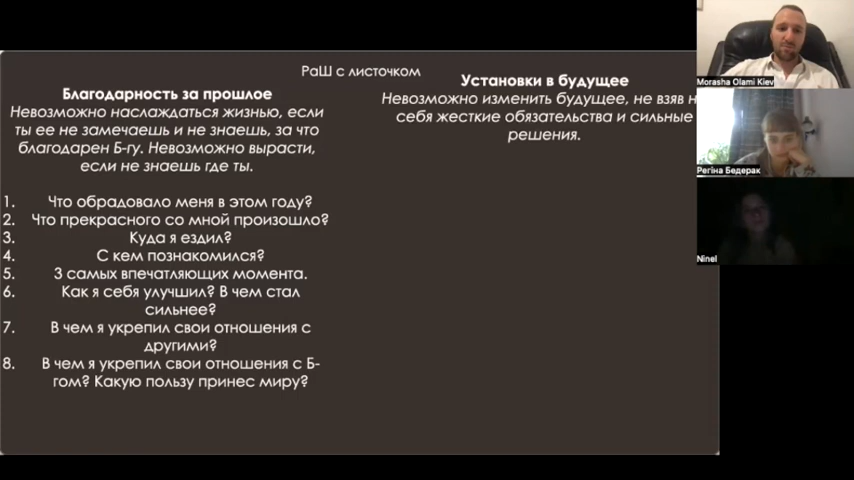 РаШ с листочком
Благодарность за прошлое
Невозможно наслаждаться жизнью, если
ты ее не замечаешь и не знаешь, за что
благодарен Б-гу. Невозможно вырасти,
если не знаешь где ты.
1. Что обрадовало меня в этом году?
2. Что прекрасного со мной произошло?
3. Куда я ездил?
4. С кем познакомился?
5. 3 самых впечатляющих момента.
6. Как я себя улучшил? В чем стал
сильнее?
7. В чем я укрепил свои отношения с
другими?
8. В чем я укрепил свои отношения с Б-
гом? Какую пользу принес миру?
Установки в будущее
Невозможно изменить будущее, не взяв н
себя жесткие обязательства и сильные
решения.
Morasha Olami Kiev
Регіна Бедерак
Ninel